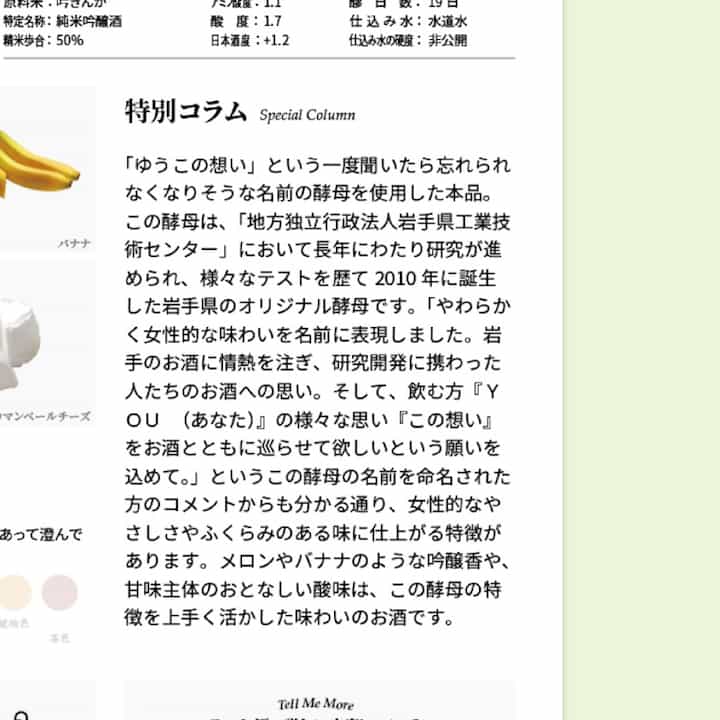 原料米：吟ぎんが
アミノ酸度：1.1
醪日数：19日
特定名称：純米吟醸酒
酸度：1.7
仕込み水：水道水
精米歩合：50%
日本酒度：+1.2
仕込み水の硬度：非公開
バナナ
カマンベールチーズ
あって澄んで
茶色
特別コラム Special Column
「ゆうこの想い」という一度聞いたら忘れられ
なくなりそうな名前の酵母を使用した本品。
この酵母は、「地方独立行政法人岩手県工業技
術センター」において長年にわたり研究が進
められ、様々なテストを歴て 2010 年に誕生
した岩手県のオリジナル酵母です。「やわらか
く女性的な味わいを名前に表現しました。岩
手のお酒に情熱を注ぎ、研究開発に携わった
人たちのお酒への思い。そして、飲む方『Ｙ
ＯＵ　（あなた）』の様々な思い『この想い』
をお酒とともに巡らせて欲しいという願いを
込めて。」というこの酵母の名前を命名された
方のコメントからも分かる通り、女性的なや
さしさやふくらみのある味に仕上がる特徴が
あります。メロンやバナナのような吟醸香や、
甘味主体のおとなしい酸味は、この酵母の特
徴を上手く活かした味わいのお酒です。
Tell Me More